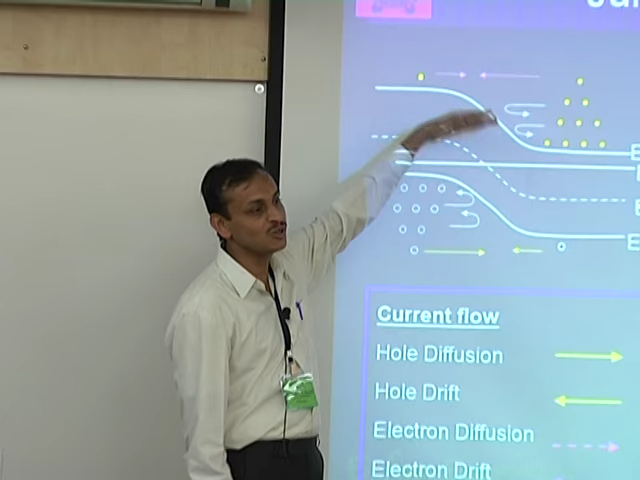 Current flow
Hole Diffusion
Hole Drift
Electron Diffusion
Electron Drift